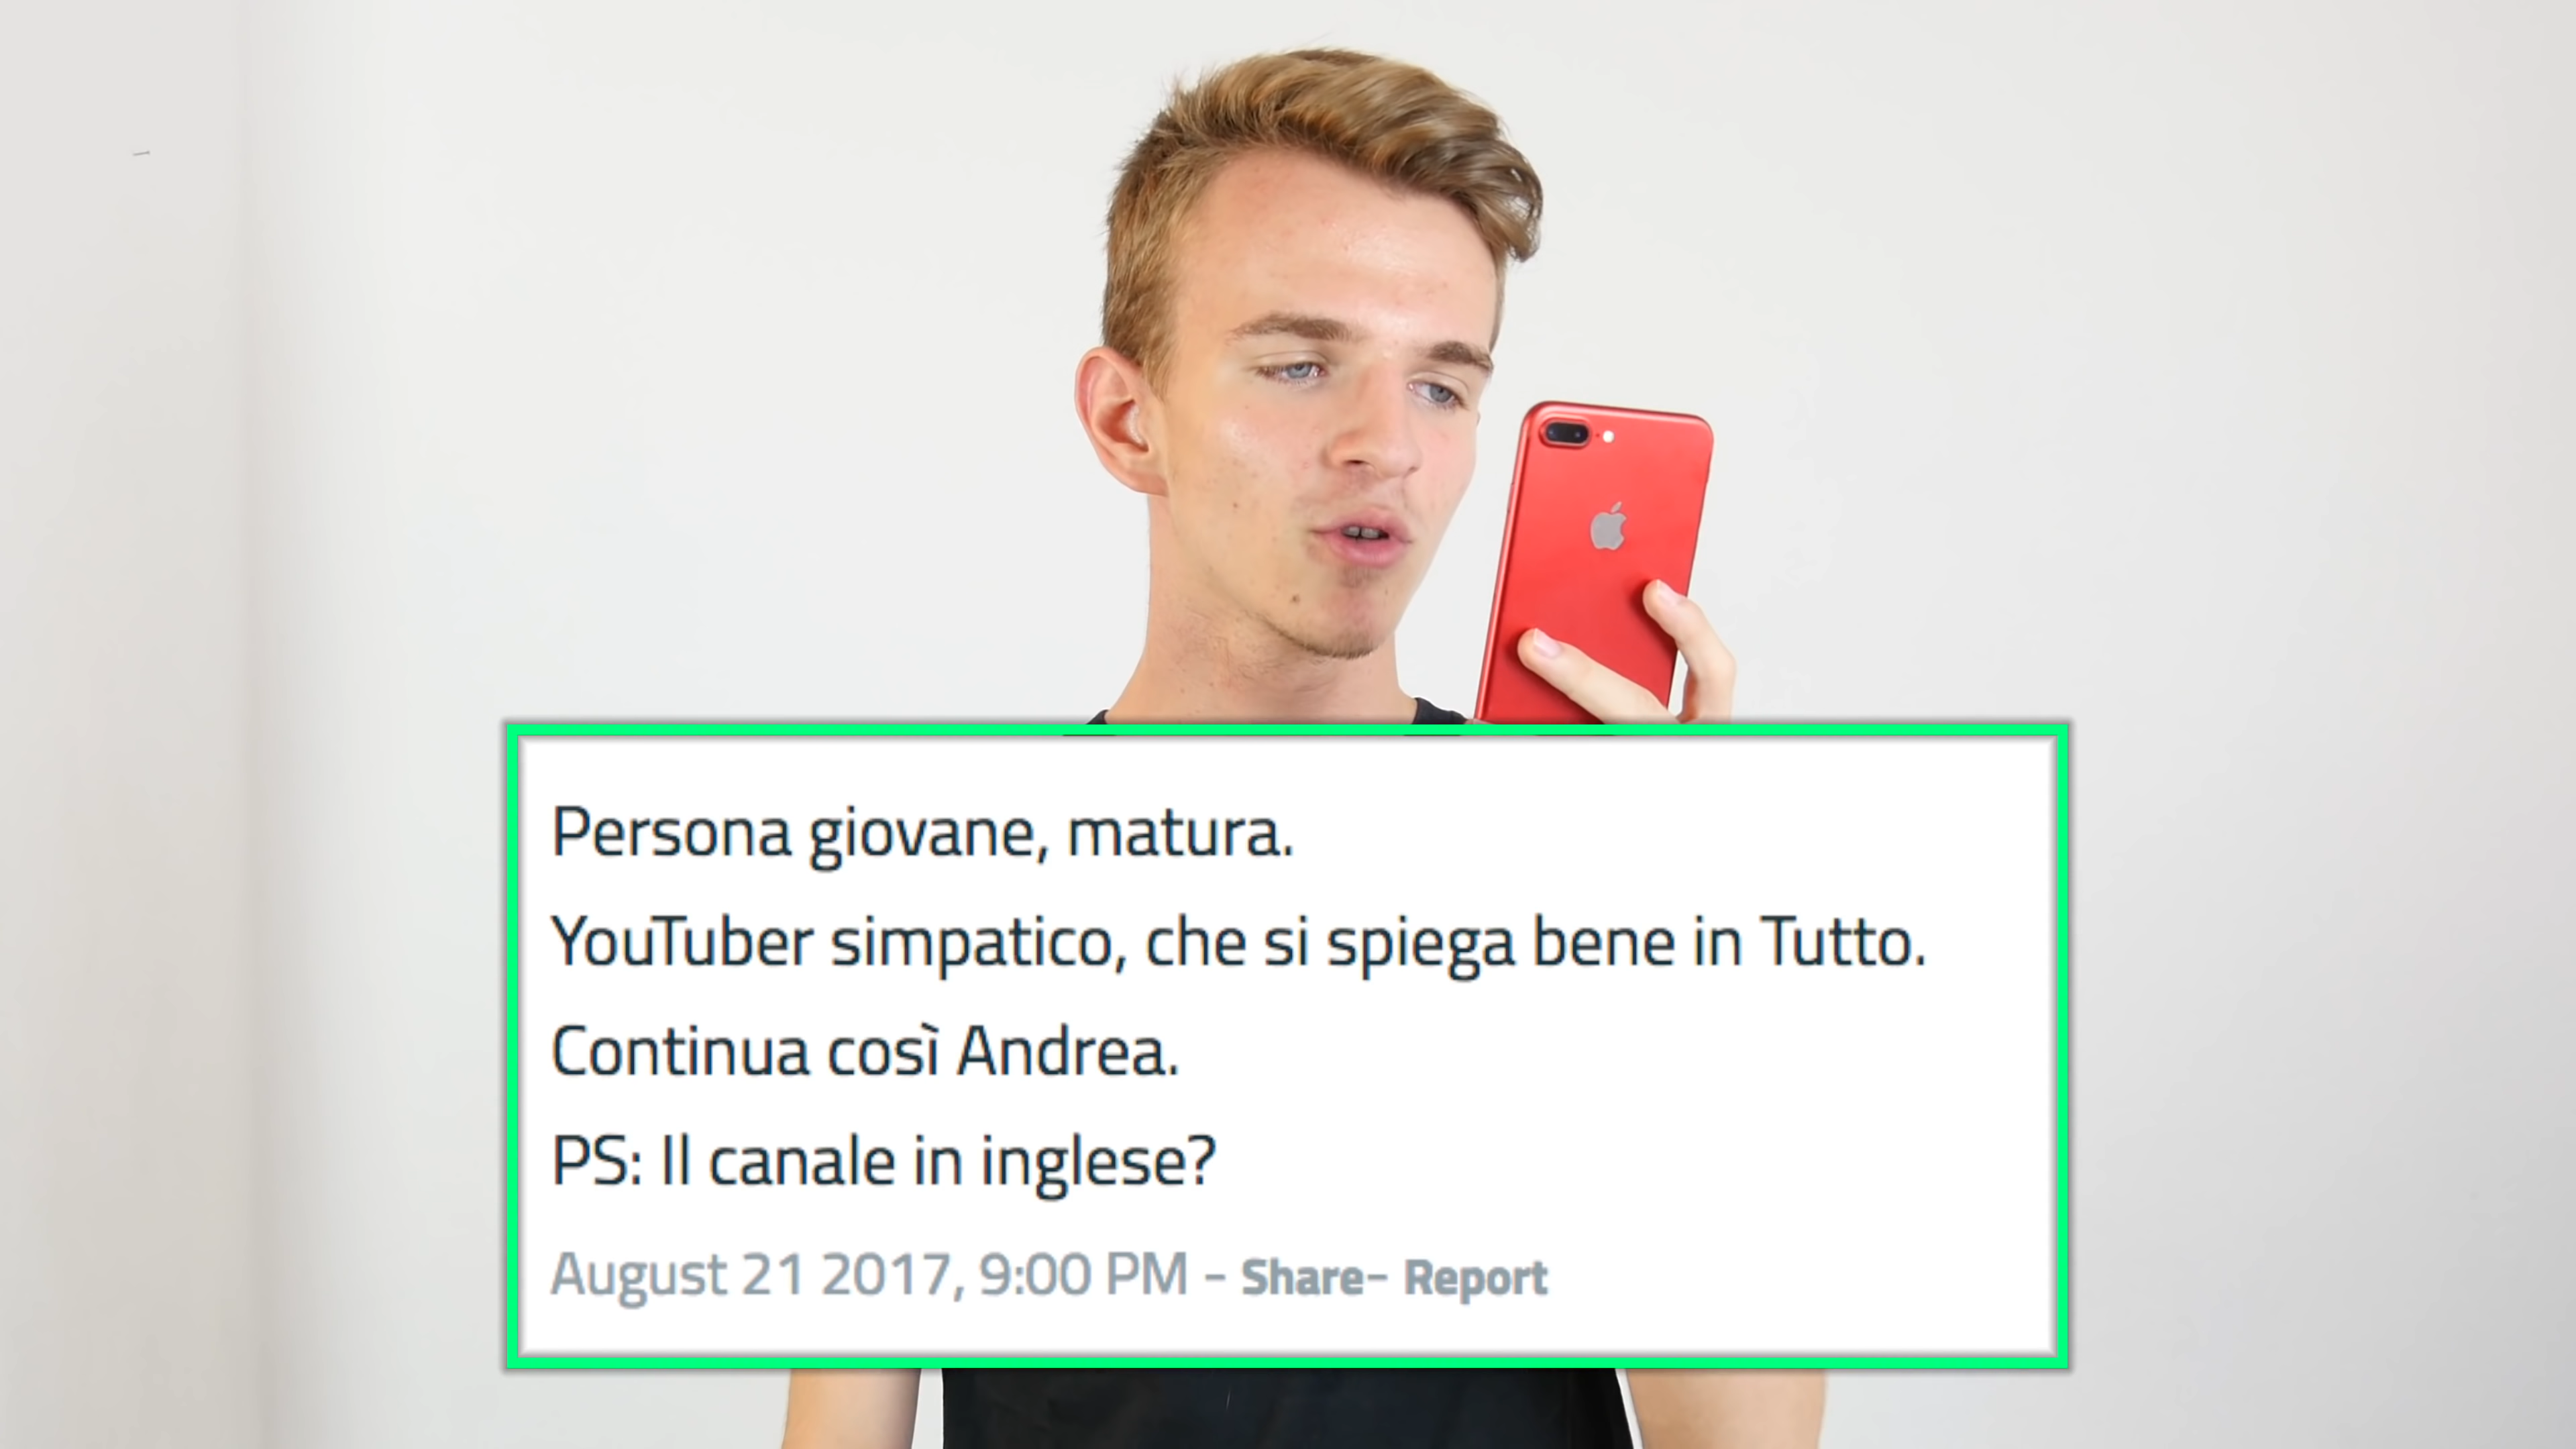 Persona giovane, matura.
YouTuber simpatico, che si spiega bene in Tutto.
Continua così Andrea.
PS: Il canale in inglese?
August 21 2017, 9:00 PM - Share- Report